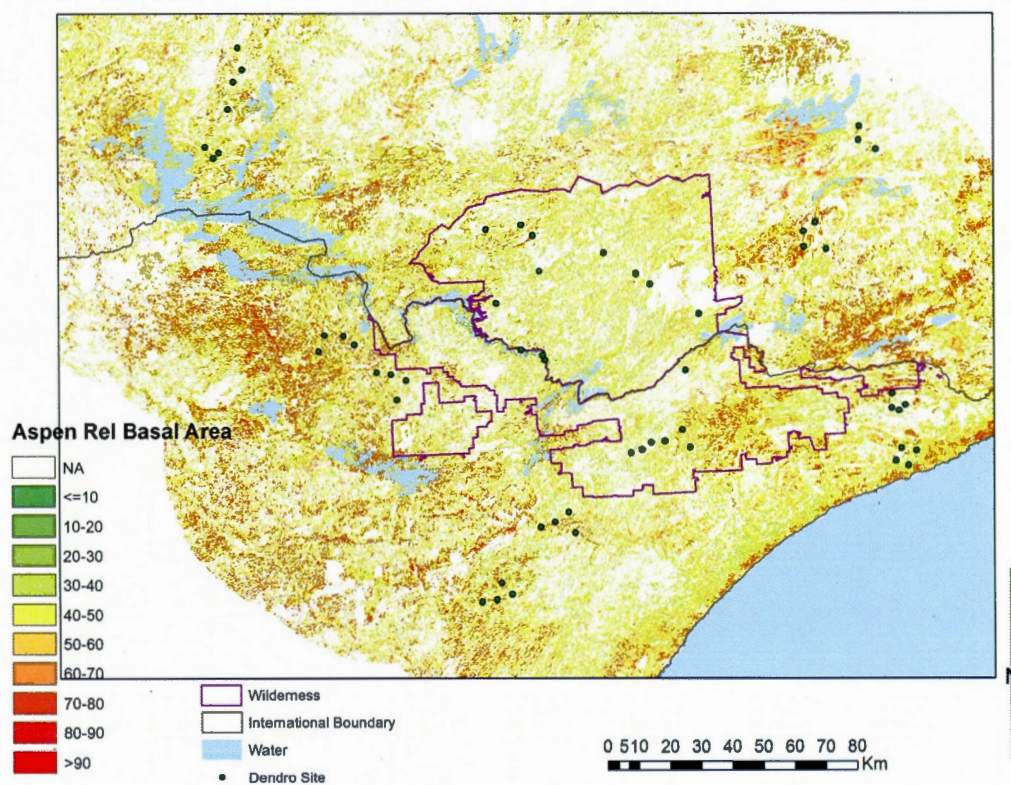 Aspen Rel Basal Area
NA
<=10
10-20
20-30
30-40
40-50
50-60
60-70
70-80
80-90
>90
Wilderness
International Boundary
Water
Dendro Site
0 510 20 30 40 50 60 70 80
Km